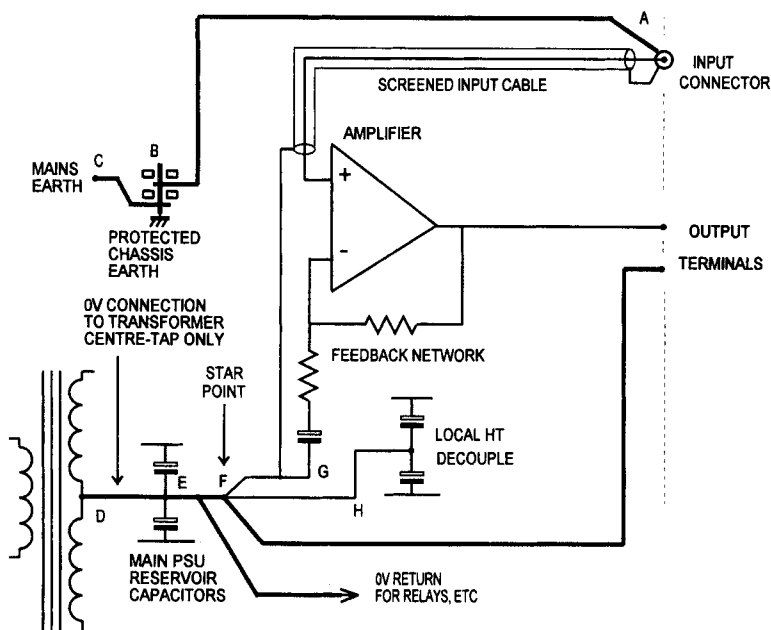 A
INPUT
CONNECTOR
SCREENED INPUT CABLE
AMPLIFIER
B
C
MAINS
EARTH
+
-
PROTECTED
CHASSIS
EARTH
OUTPUT
TERMINALS
0V CONNECTION
TO TRANSFORMER
CENTRE-TAP ONLY
FEEDBACK NETWORK
STAR
POINT
LOCAL HT
DECOUPLE
G
E
F
D
H
MAIN PSU
RESERVOIR
CAPACITORS
0V RETURN
FOR RELAYS, ETC